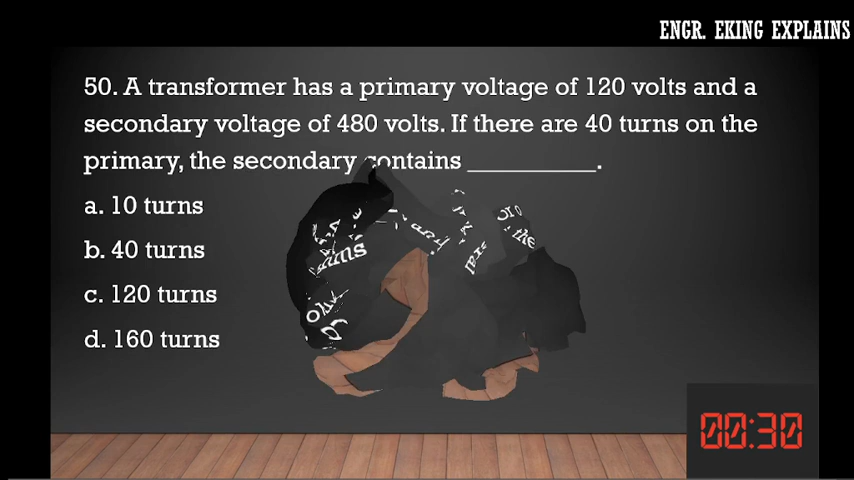 ENGR. EKING EXPLAINS
50. A transformer has a primary voltage of 120 volts and a
secondary voltage of 480 volts. If there are 40 turns on the
primary, the secondary contains __________.
a. 10 turns
b. 40 turns
c. 120 turns
d. 160 turns
00:30